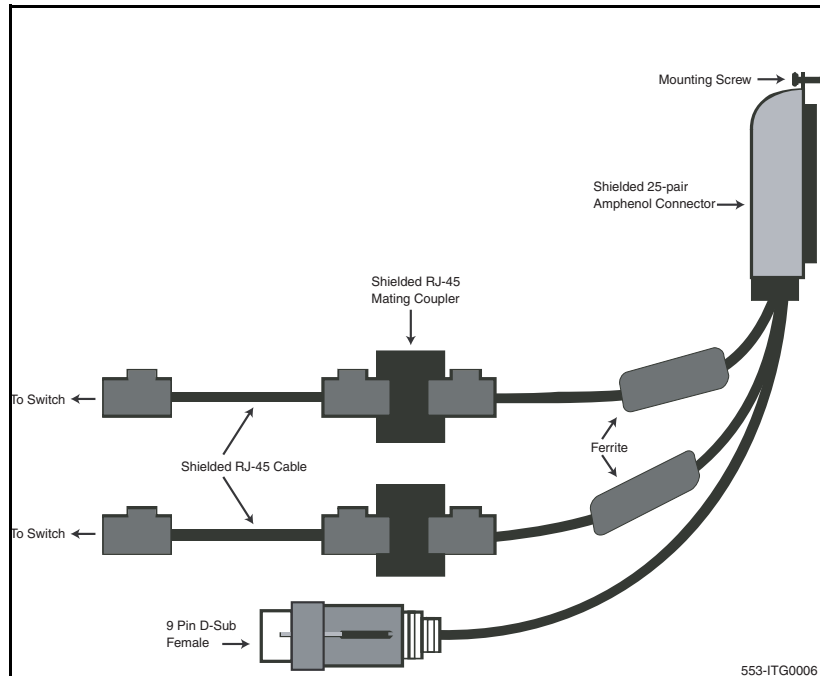 Mounting Screw
Shielded 25-pair
Amphenol Connector
Shielded RJ-45
Mating Coupler
To Switch
Ferrite
Shielded RJ-45 Cable
To Switch
9 Pin D-Sub
Female
553-ITG0006